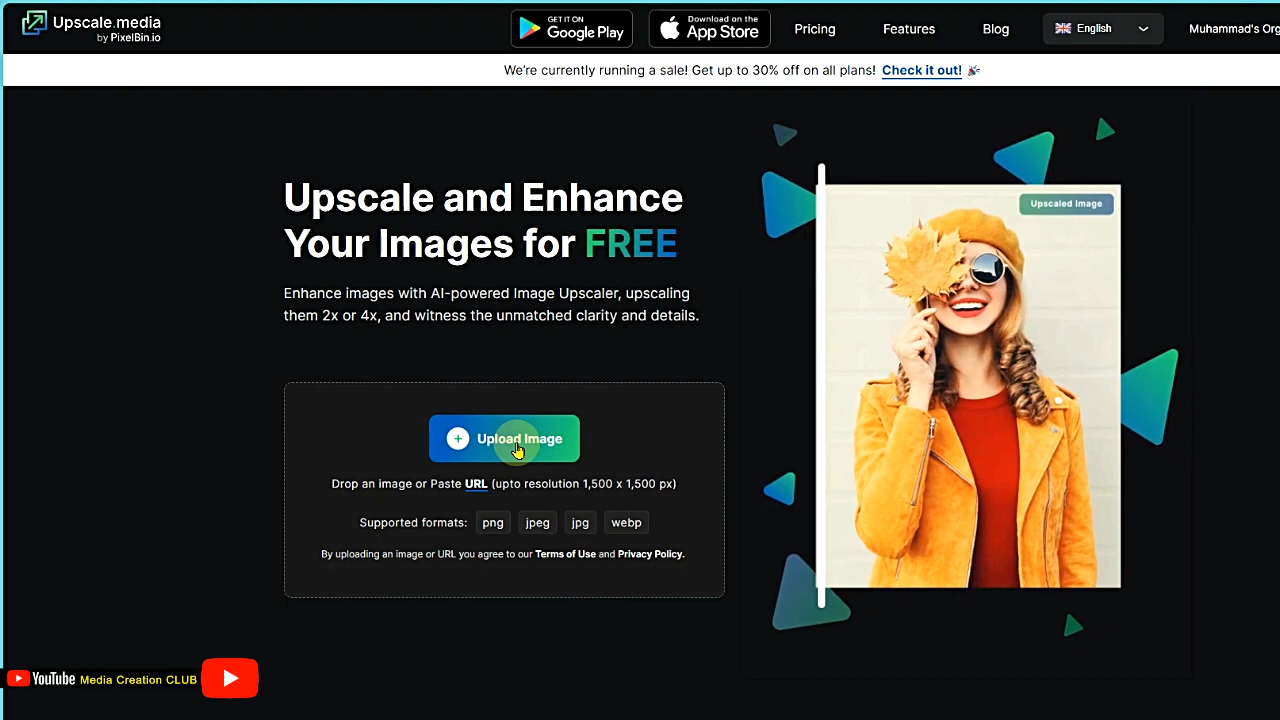 Upscale.media
by PixelBin.io
GET IT ON
Google Play
Download on the
App Store
Pricing
Features
Blog
English
Muhammad's Org
We're currently running a sale! Get up to 30% off on all plans! Check it out!
Upscale and Enhance
Your Images for FREE
Enhance images with AI-powered Image Upscaler, upscaling
them 2x or 4x, and witness the unmatched clarity and details.
Upload Image
Drop an image or Paste URL (upto resolution 1,500 x 1,500 px)
Supported formats: png jpeg jpg webp
By uploading an image or URL you agree to our Terms of Use and Privacy Policy.
Upscaled Image
YouTube Media Creation CLUB